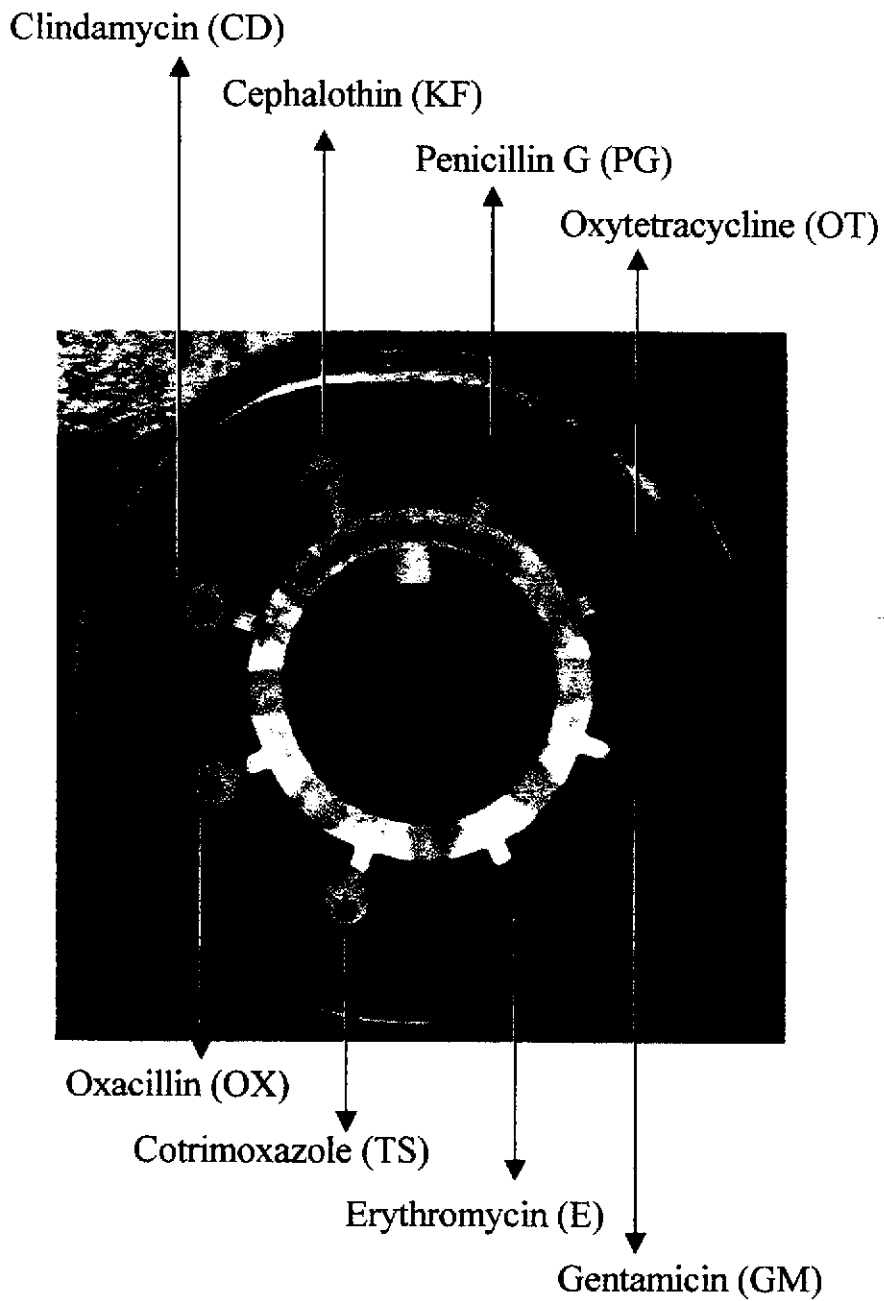 Clindamycin (CD)
Cephalothin (KF)
Penicillin G (PG)
Oxytetracycline (OT)
Oxacillin (OX)
Cotrimoxazole (TS)
Erythromycin (E)
Gentamicin (GM)